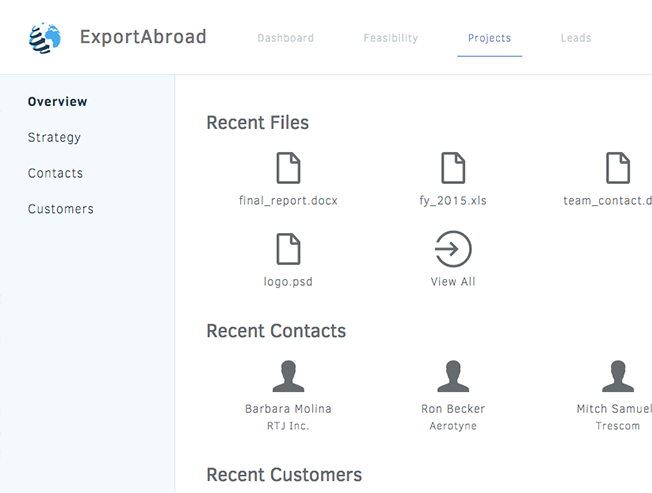 ExportAbroad
Dashboard
Feasibility
Projects
Leads
Overview
Strategy
Contacts
Customers
Recent Files
final_report.docx
fy_2015.xls
team_contact.d
logo.psd
View All
Recent Contacts
Barbara Molina
RTJ Inc.
Ron Becker
Aerotyne
Mitch Samuel
Trescom
Recent Customers